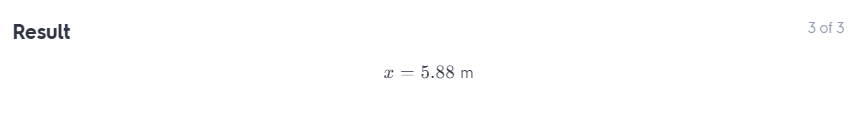 Result
3 of 3
x = 5.88 m